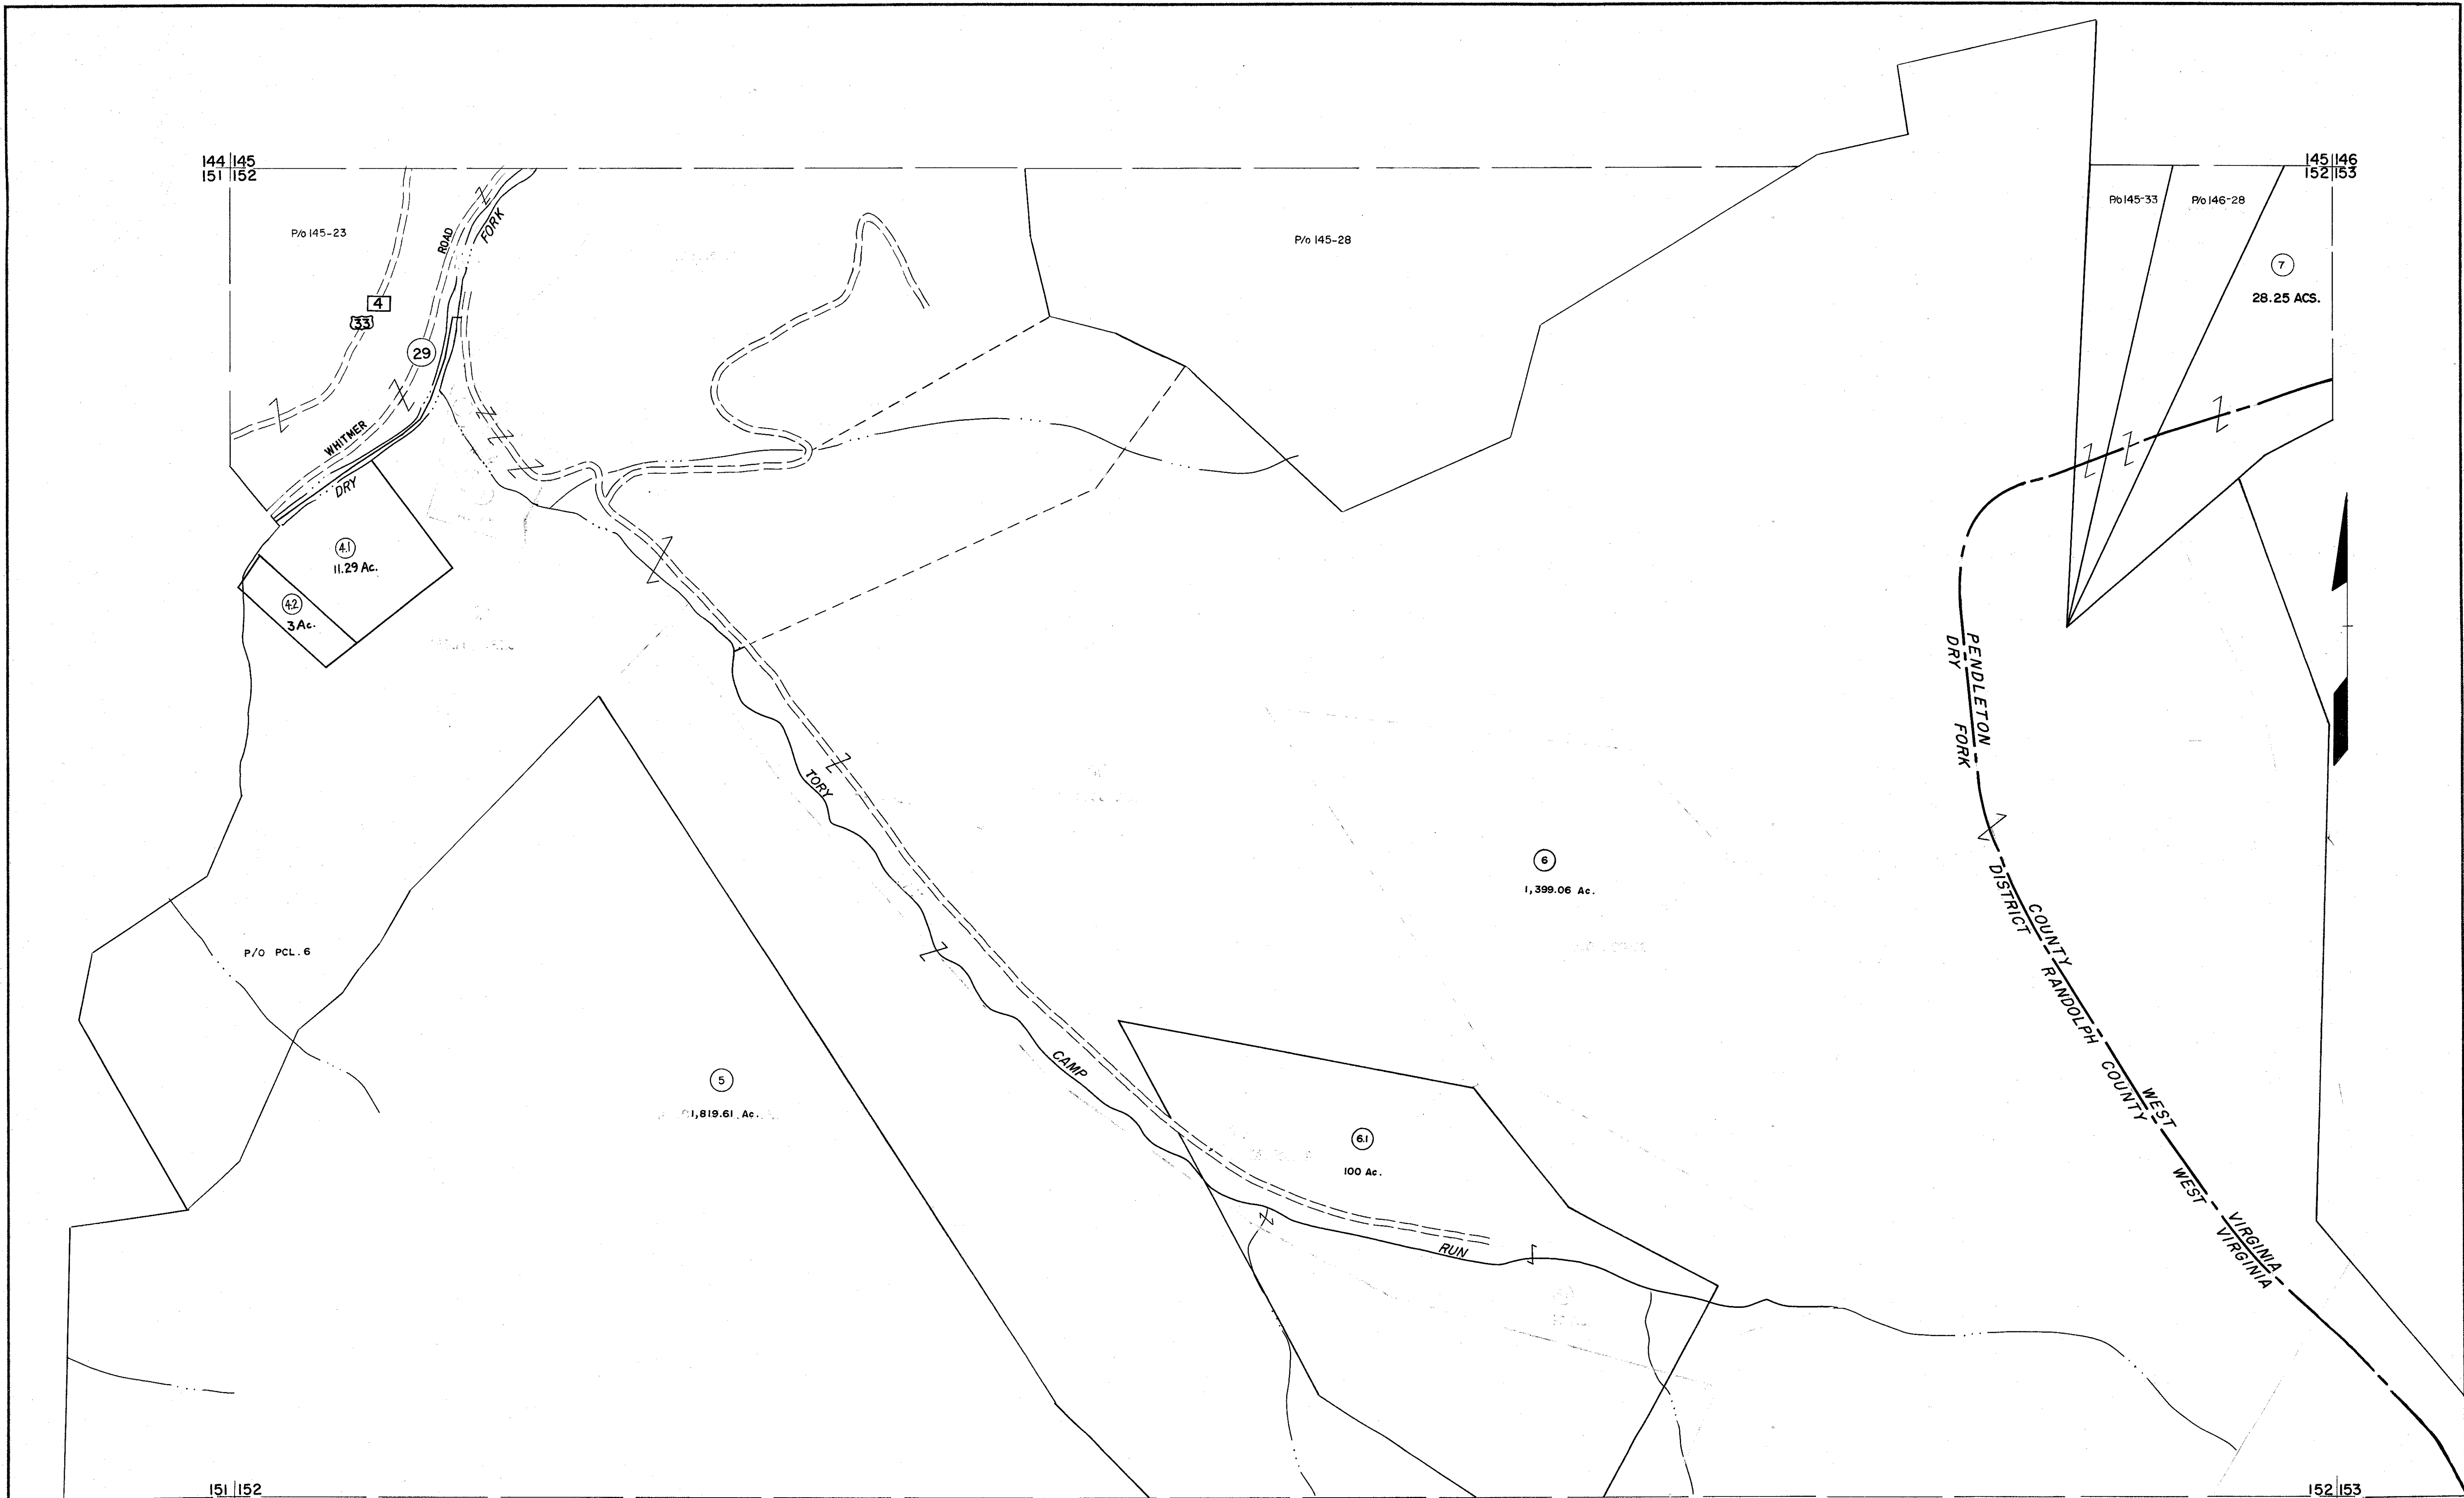 144 145
151 152
145 146
152 153
P/o 145-23
ROAD
FORK
P/o 145-28
P/o 145-33
P/o 146-28
7
28.25 ACS.
4
33
29
WHITMER
DRY
4.1
11.29 Ac.
4.2
3 Ac.
PENDLETON
DRY FORK
TORY
6
1,399.06 Ac.
DISTRICT
COUNTY
RANDOLPH COUNTY
P/O PCL. 6
5
1,819.61 Ac.
CAMP
6.1
100 Ac.
WEST
WEST
VIRGINIA
VIRGINIA
RUN
151 152
152 153